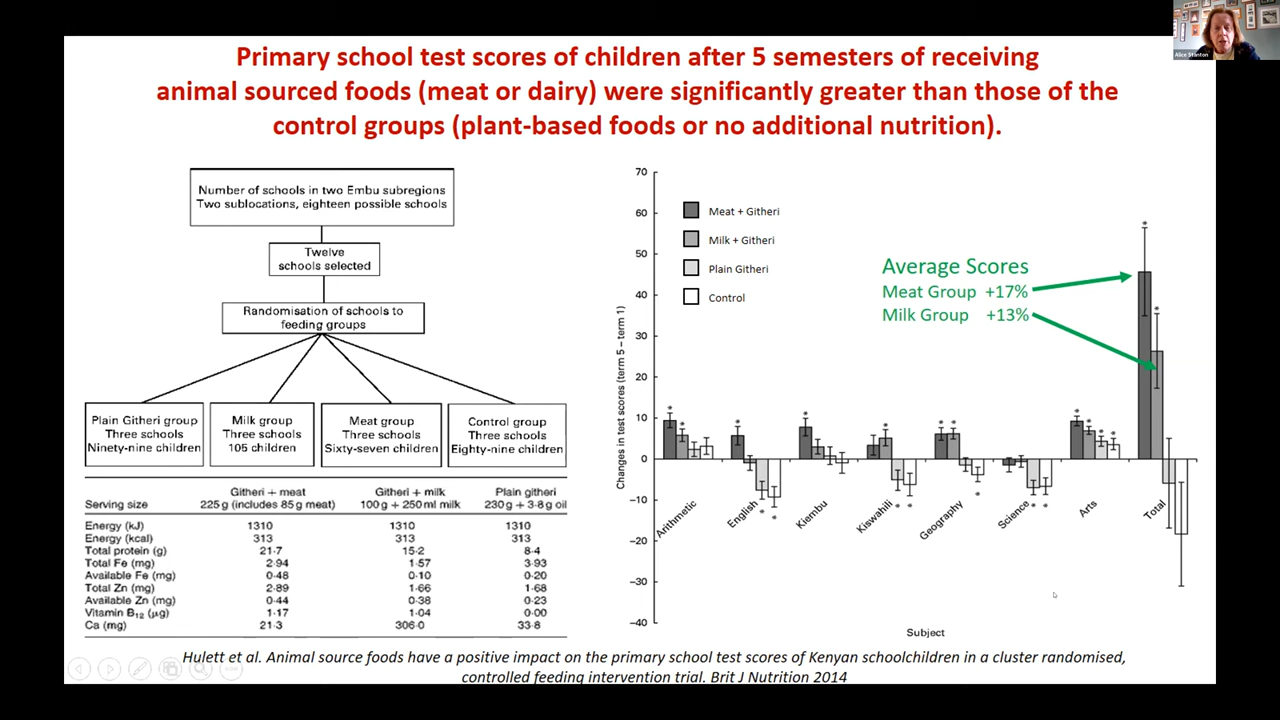 Alice Stanton
Primary school test scores of children after 5 semesters of receiving
animal sourced foods (meat or dairy) were significantly greater than those of the
control groups (plant-based foods or no additional nutrition).
Number of schools in two Embu subregions
Two sublocations, eighteen possible schools
Twelve
schools selected
Randomisation of schools to
feeding groups
Plain Githeri group
Three schools
Ninety-nine children
Milk group
Three schools
105 children
Meat group
Three schools
Sixty-seven children
Control group
Three schools
Eighty-nine children
Githeri + meat Githeri + milk Plain githeri
Serving size 225 g (includes 85 g meat) 100 g + 250 ml milk 230 g + 3·8 g oil
Energy (kJ) 1310 1310 1310
Energy (kcal) 313 313 313
Total protein (g) 21·7 15·2 8·4
Total Fe (mg) 2·94 1·57 3·93
Available Fe (mg) 0·48 0·10 0·20
Total Zn (mg) 2·89 1·66 1·68
Available Zn (mg) 0·44 0·38 0·23
Vitamin B12 (μg) 1·17 1·04 0·00
Ca (mg) 21·3 306·0 33·8
Changes in test scores (term 5 – term 1)
70
60
50
40
30
20
10
0
−10
−20
−30
−40
Meat + Githeri
Milk + Githeri
Plain Githeri
Control
Average Scores
Meat Group +17%
Milk Group +13%
Arithmetic
English
Kiembu
Kiswahili
Geography
Science
Arts
Total
Subject
Hulett et al. Animal source foods have a positive impact on the primary school test scores of Kenyan schoolchildren in a cluster randomised,
controlled feeding intervention trial. Brit J Nutrition 2014